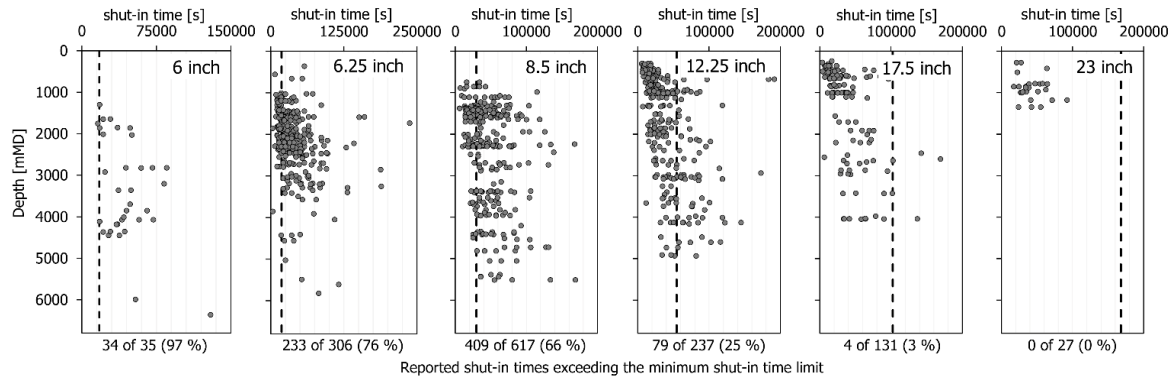 shut-in time [s] shut-in time [s] shut-in time [s] shut-in time [s] shut-in time [s] shut-in time [s]
0 75000 150000 0 125000 250000 0 100000 200000 0 100000 200000 0 100000 200000 0 100000 200000
0
6 inch 6.25 inch 8.5 inch 12.25 inch 17.5 inch 23 inch
1000
2000
3000
4000
5000
6000
Depth [mMD]
34 of 35 (97 %) 233 of 306 (76 %) 409 of 617 (66 %) 79 of 237 (25 %) 4 of 131 (3 %) 0 of 27 (0 %)
Reported shut-in times exceeding the minimum shut-in time limit